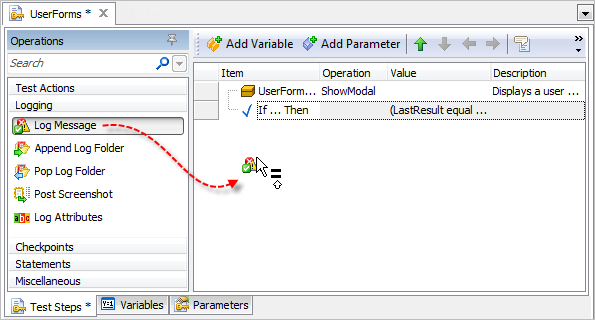 UserForms *
Operations
Search
Test Actions
Logging
Log Message
Append Log Folder
Pop Log Folder
Post Screenshot
Log Attributes
Checkpoints
Statements
Miscellaneous
Add Variable Add Parameter »
Item Operation Value Description
UserForm... ShowModal Displays a user ...
If ... Then (LastResult equal ...
Test Steps * Variables Parameters